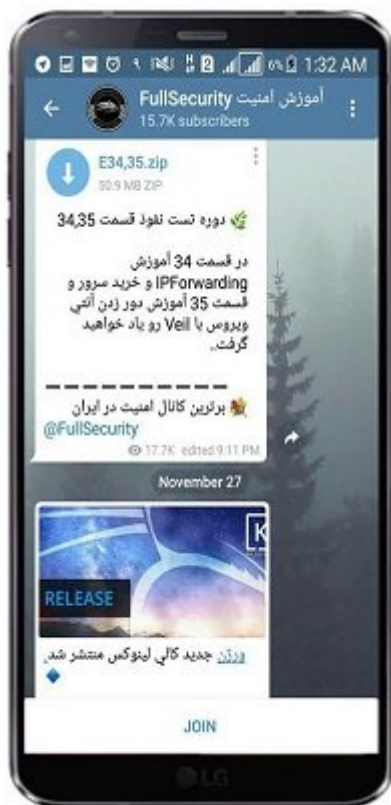 1:32 AM
آموزش امنیت FullSecurity
15.7K subscribers
E34,35.zip
50.9 MB ZIP
دوره تست نفوذ قسمت 34,35
در قسمت 34 آموزش
IPForwarding و خرید سرور و
قسمت 35 آموزش دور زدن آنتي
ویروس با Veil رو یاد خواهید
گرفت.
برترین کانال امنیت در ایران
@FullSecurity
17.7K edited 9:11 PM
November 27
K
RELEASE
ورژن جدید کالي لینوکس منتشر شد.
JOIN
LG